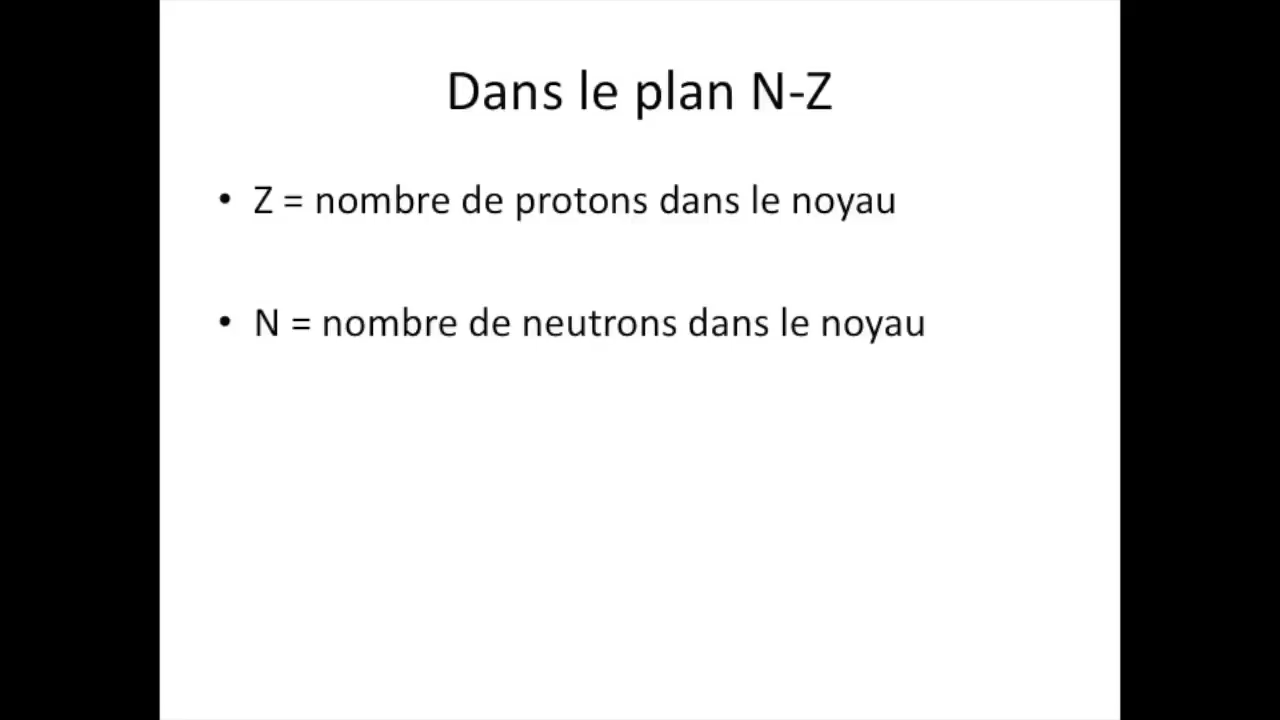 Dans le plan N-Z
• Z = nombre de protons dans le noyau
• N = nombre de neutrons dans le noyau